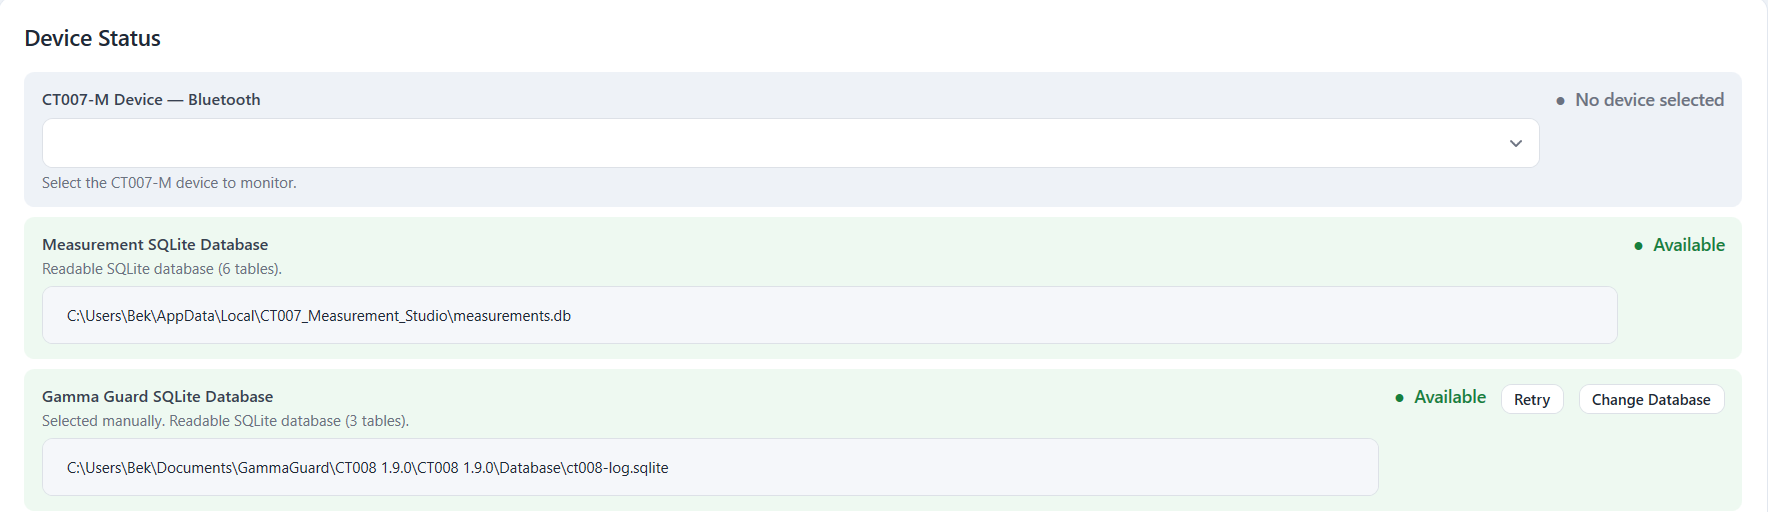 Device Status
CT007-M Device — Bluetooth
No device selected
Select the CT007-M device to monitor.
Measurement SQLite Database
Available
Readable SQLite database (6 tables).
C:\Users\Bek\AppData\Local\CT007_Measurement_Studio\measurements.db
Gamma Guard SQLite Database
Available
Retry
Change Database
Selected manually. Readable SQLite database (3 tables).
C:\Users\Bek\Documents\GammaGuard\CT008 1.9.0\CT008 1.9.0\Database\ct008-log.sqlite